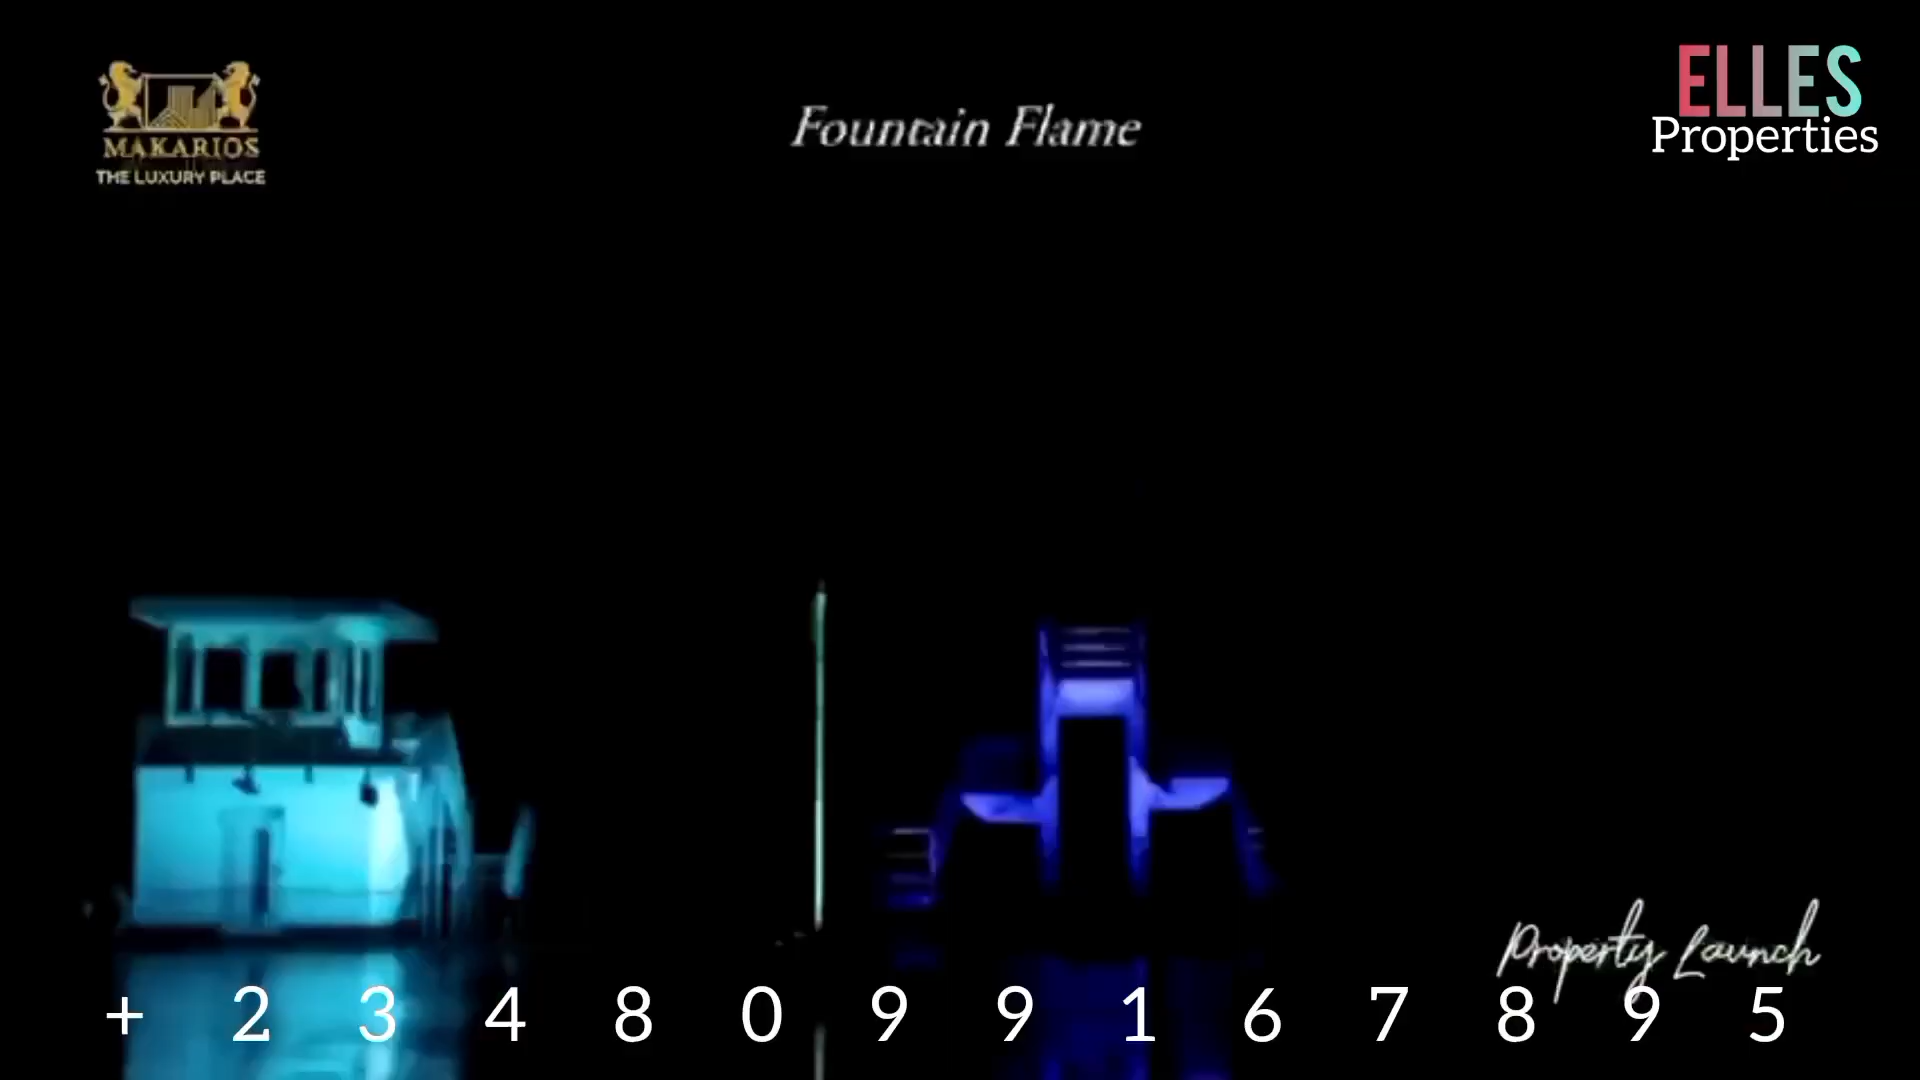 MAKARIOS
THE LUXURY PLACE
Fountain Flame
ELLES
Properties
Property Launch
+ 2 3 4 8 0 9 9 1 6 7 8 9 5